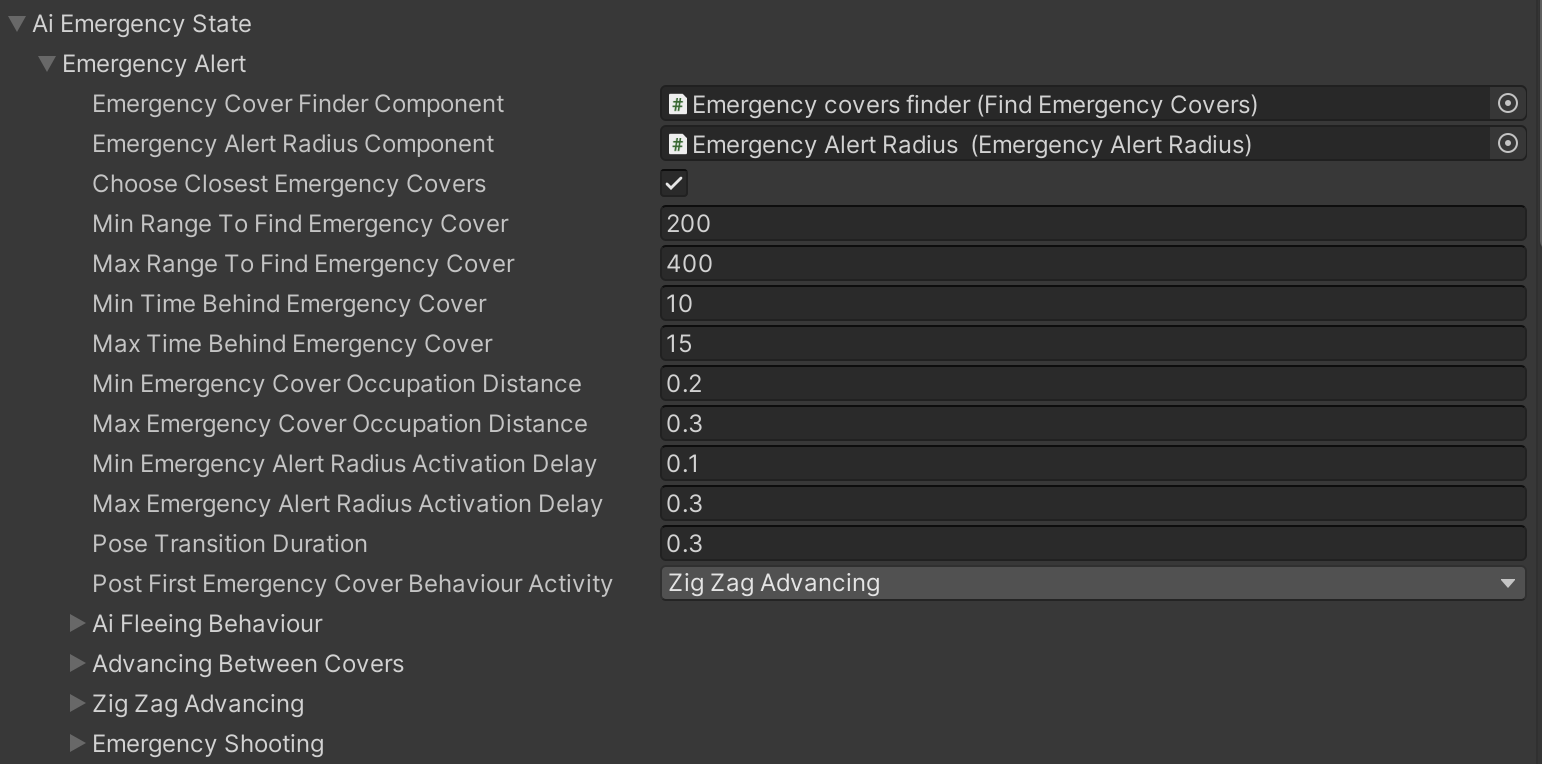 Ai Emergency State
Emergency Alert
Emergency Cover Finder Component # Emergency covers finder (Find Emergency Covers)
Emergency Alert Radius Component # Emergency Alert Radius (Emergency Alert Radius)
Choose Closest Emergency Covers
Min Range To Find Emergency Cover 200
Max Range To Find Emergency Cover 400
Min Time Behind Emergency Cover 10
Max Time Behind Emergency Cover 15
Min Emergency Cover Occupation Distance 0.2
Max Emergency Cover Occupation Distance 0.3
Min Emergency Alert Radius Activation Delay 0.1
Max Emergency Alert Radius Activation Delay 0.3
Pose Transition Duration 0.3
Post First Emergency Cover Behaviour Activity Zig Zag Advancing
Ai Fleeing Behaviour
Advancing Between Covers
Zig Zag Advancing
Emergency Shooting